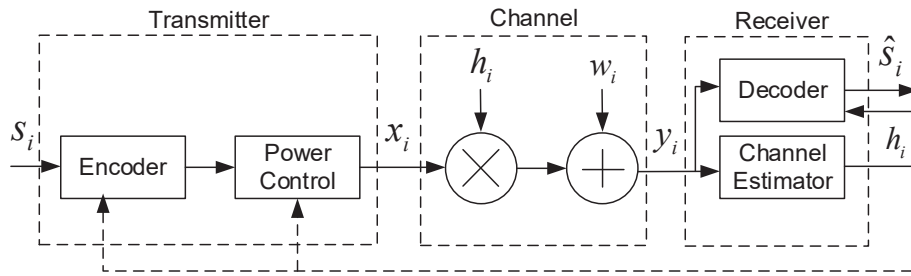 Transmitter
Channel
Receiver
s_i
Encoder
Power
Control
x_i
h_i
w_i
y_i
Decoder
ŝ_i
Channel
Estimator
h_i